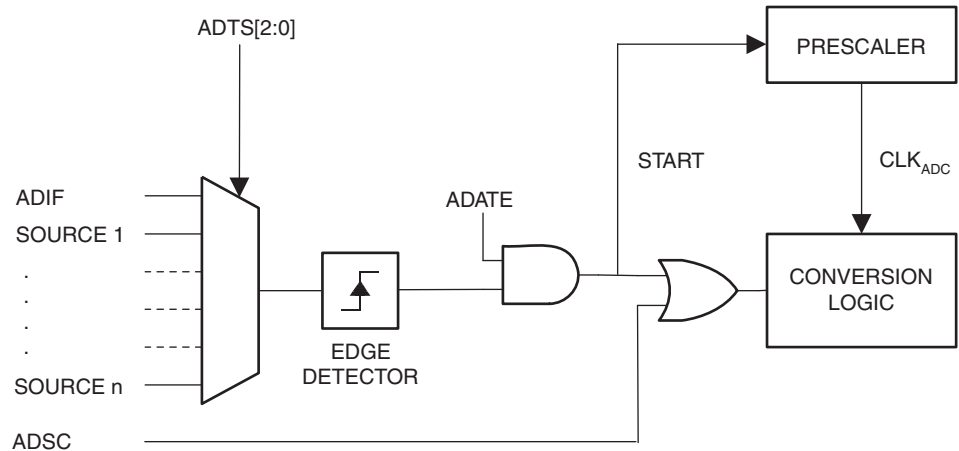 ADTS[2:0]
PRESCALER
START
CLKADC
ADIF
ADATE
SOURCE 1
.
.
.
.
CONVERSION
LOGIC
EDGE
DETECTOR
SOURCE n
ADSC